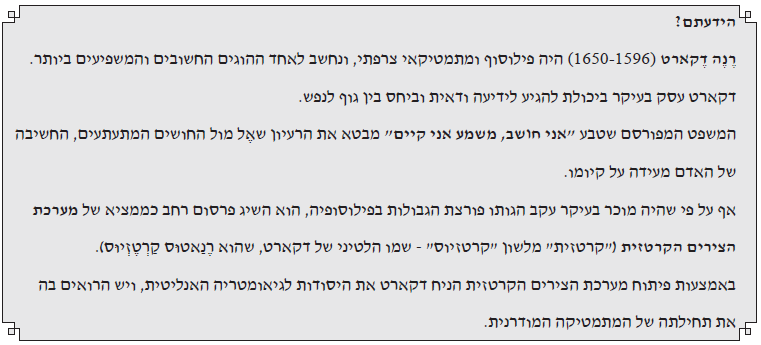 הידעתם?
רֶנֶה דֶקארט (1650-1596) היה פילוסוף ומתמטיקאי צרפתי, ונחשב לאחד ההוגים החשובים והמשפיעים ביותר.
דקארט עסק בעיקר ביכולת להגיע לידיעה ודאית וביחס בין גוף לנפש.
המשפט המפורסם שטבע "אני חושב, משמע אני קיים" מבטא את הרעיון שאֶל מול החושים המתעתעים, החשיבה
של האדם מעידה על קיומו.
אף על פי שהיה מוכר בעיקר עקב הגותו פורצת הגבולות בפילוסופיה, הוא השיג פרסום רחב כממציא של מערכת
הצירים הקרטזית ("קרטזית" מלשון "קרטזיוס" - שמו הלטיני של דקארט, שהוא רֶנַאטוּס קַרְטֶזְיוּס).
באמצעות פיתוח מערכת הצירים הקרטזית הניח דקארט את היסודות לגיאומטריה האנליטית, ויש הרואים בה
את תחילתה של המתמטיקה המודרנית.